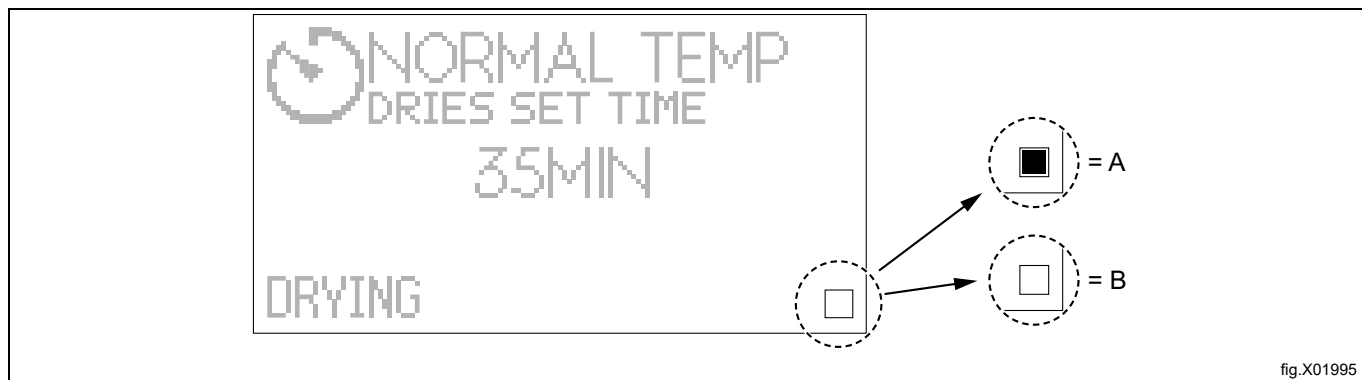 NORMAL TEMP
DRIES SET TIME
35MIN
DRYING
= A
= B
fig.X01995